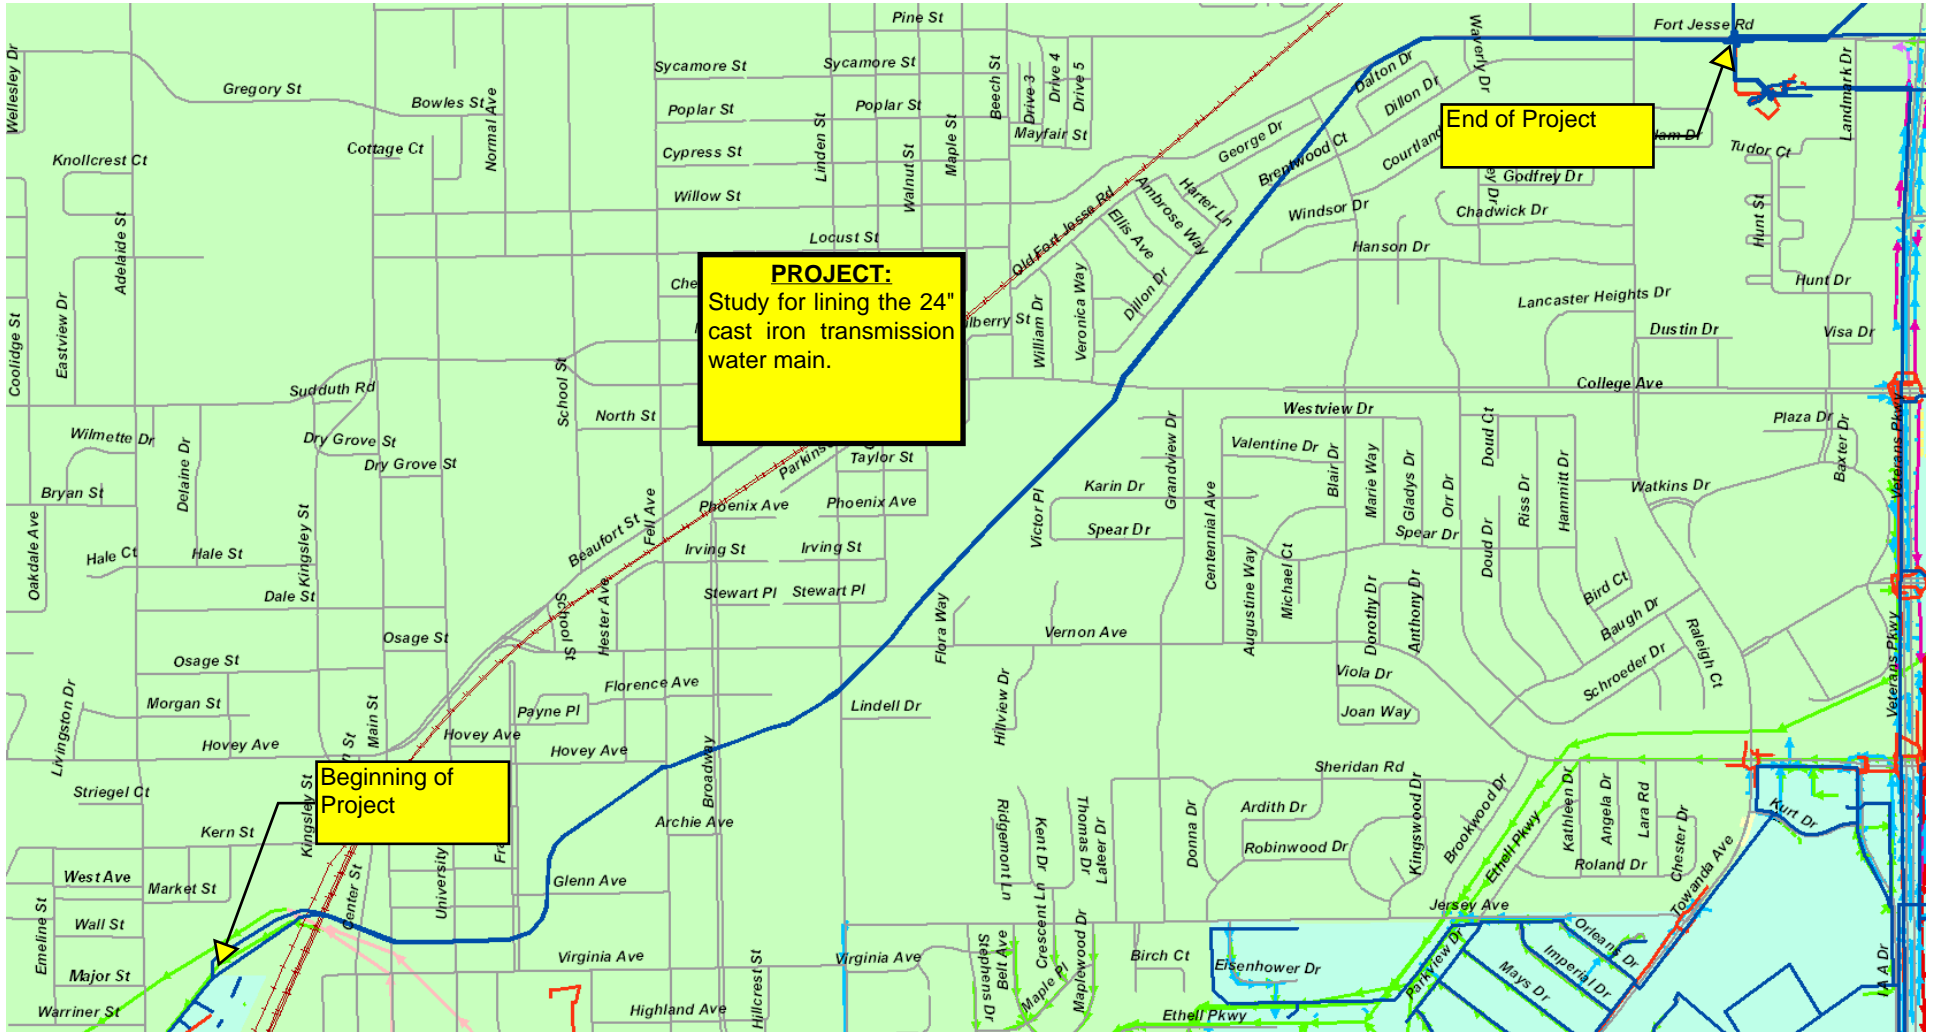 Pine St
Fort Jesse Rd
Wellesley Dr
Gregory St
Bowles St
Normal Ave
Sycamore St
Sycamore St
Beech St
Drive 3
Drive 4
Drive 5
Dalton Dr
Waverly Dr
Dillon Dr
Landmark Dr
Poplar St
Poplar St
Mayfair St
End of Project
lam Dr
Knollcrest Ct
Cottage Ct
Cypress St
Linden St
Walnut St
Maple St
George Dr
Brentwood Ct
Courtland
Tudor Ct
Willow St
Harter Ln
Ambrose Way
Ellis Ave
Old Fort Jesse Rd
Godfrey Dr
ey Dr
Windsor Dr
Chadwick Dr
Hunt St
Adelaide St
Locust St
Hanson Dr
PROJECT:
Study for lining the 24"
cast iron transmission
water main.
Che
lberry St
William Dr
Veronica Way
Dillon Dr
Lancaster Heights Dr
Hunt Dr
Dustin Dr
Visa Dr
Coolidge St
Eastview Dr
School St
Sudduth Rd
North St
College Ave
Westview Dr
Plaza Dr
Baxter Dr
Veterans Pkwy
Wilmette Dr
Delaine Dr
Dry Grove St
Dry Grove St
Parkins
Taylor St
Grandview Dr
Valentine Dr
Blair Dr
Marie Way
Gladys Dr
Orr Dr
Doud Ct
Riss Dr
Hammitt Dr
Watkins Dr
Bryan St
Phoenix Ave
Phoenix Ave
Victor Pl
Karin Dr
Spear Dr
Spear Dr
Centennial Ave
Oakdale Ave
Hale Ct
Hale St
Kingsley St
Beaufort St
Fell Ave
Irving St
Irving St
Augustine Way
Michael Ct
Doud Dr
Bird Ct
Dale St
Hester Ave
Stewart Pl
Stewart Pl
Dorothy Dr
Anthony Dr
Baugh Dr
Raleigh Ct
Veterans Pkwy
Osage St
School St
Flora Way
Vernon Ave
Osage St
Viola Dr
Schroeder Dr
Livingston Dr
Morgan St
Main St
Payne Pl
Florence Ave
Lindell Dr
Hillview Dr
Joan Way
Hovey Ave
Hovey Ave
Hovey Ave
Broadway
n St
Beginning of
Project
Striegel Ct
Kingsley St
Kern St
Archie Ave
Sheridan Rd
Ridgemont Ln
Kent Dr
Thomas Dr
Lateer Dr
Donna Dr
Ardith Dr
Robinwood Dr
Kingswood Dr
Brookwood Dr
Ethell Pkwy
Kathleen Dr
Angela Dr
Lara Rd
Chester Dr
Roland Dr
Kurt Dr
Towanda Ave
West Ave
Market St
Center St
University
Fra
Glenn Ave
Jersey Ave
Emeline St
Wall St
Major St
Warriner St
Virginia Ave
Virginia Ave
Hillcrest St
Highland Ave
Stephens Dr
Belt Ave
Crescent Ln
Maple Pl
Maplewood Dr
Birch Ct
Eisenhower Dr
Ethell Pkwy
Parkview Dr
Mays Dr
Imperial Dr
Orleans Dr
I A A Dr